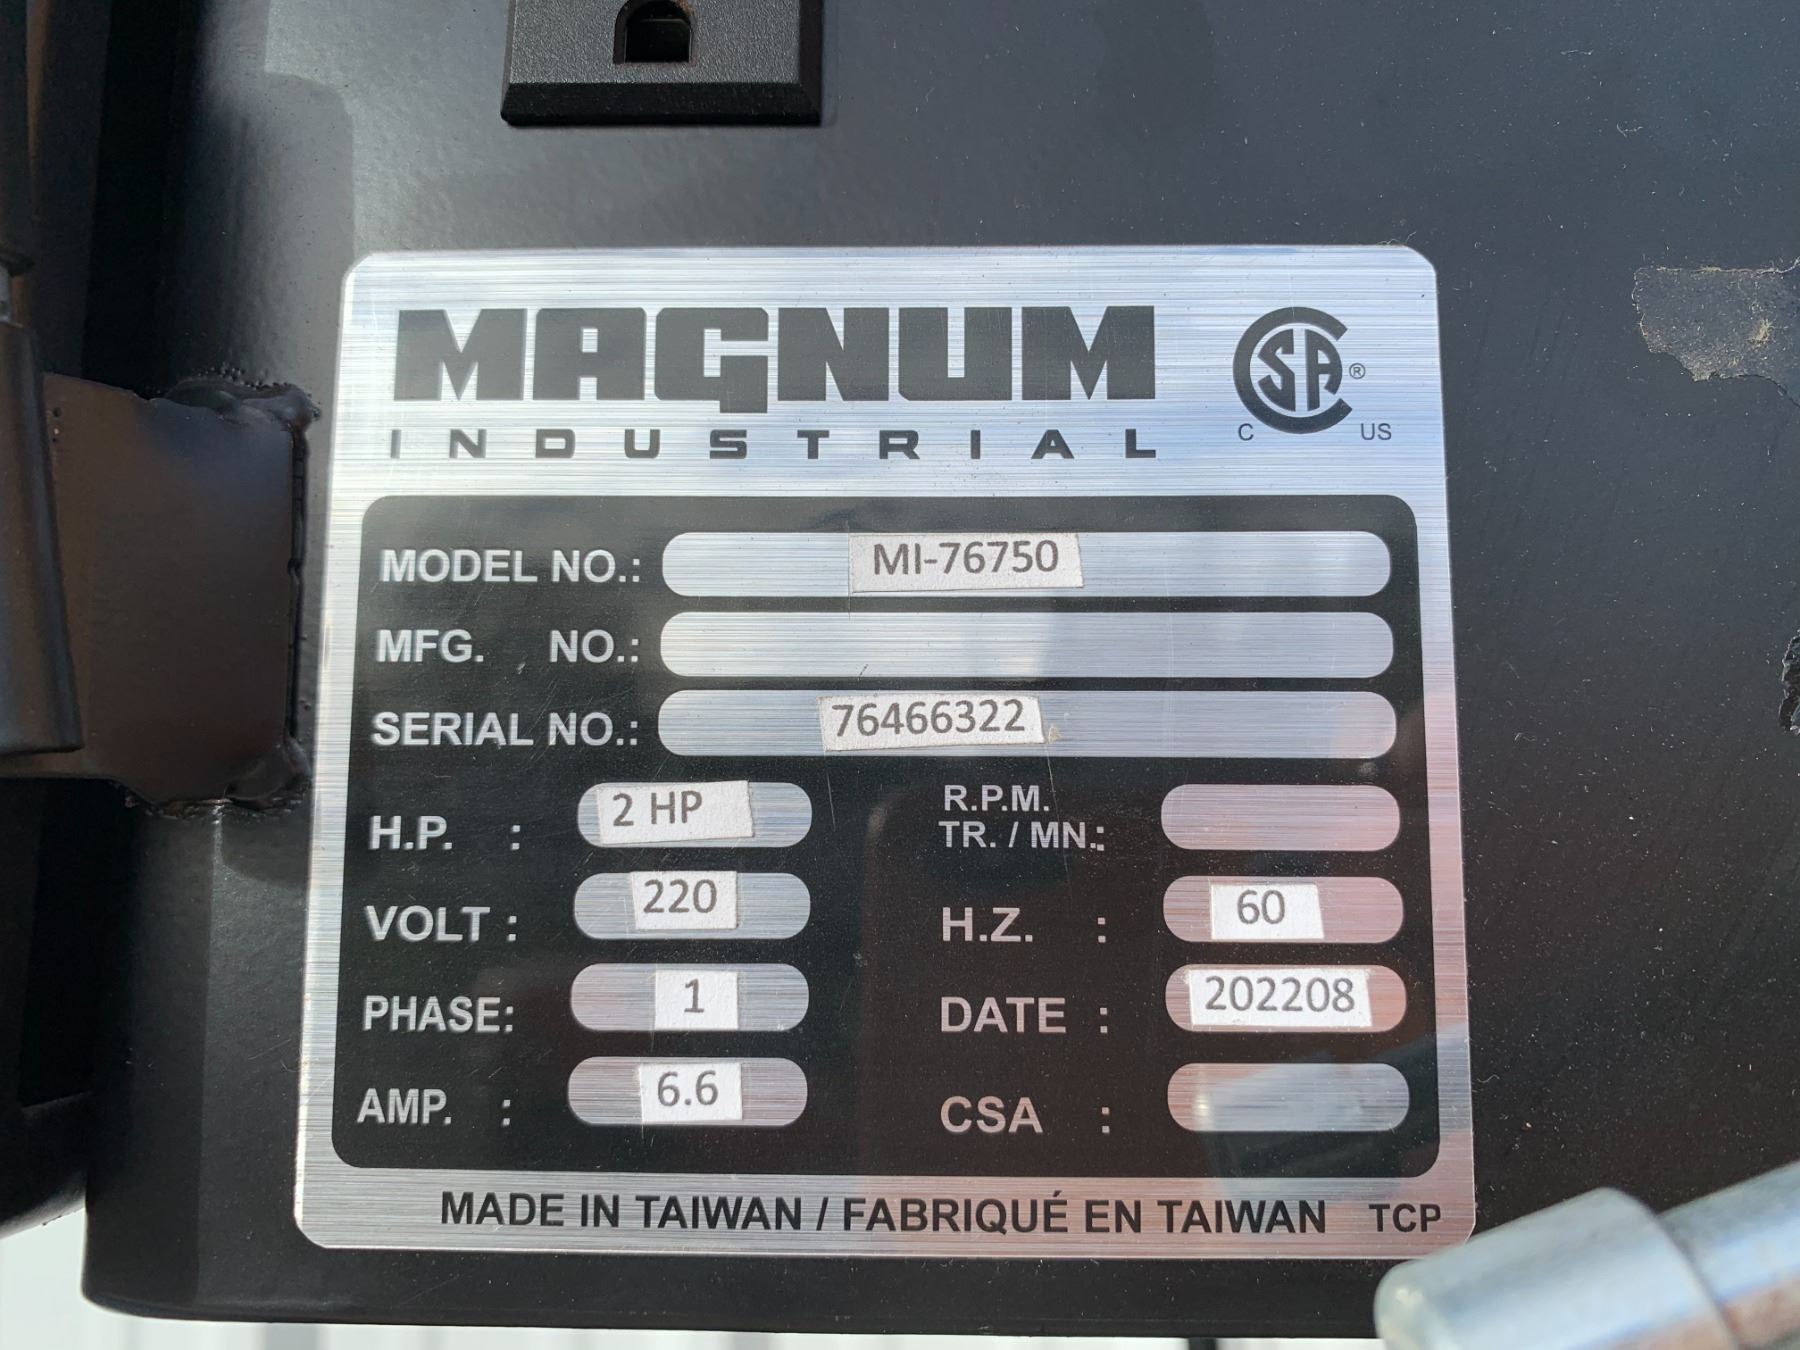 MAGNUM
INDUSTRIAL
CSA®
C US
MODEL NO.: MI-76750
MFG. NO.:
SERIAL NO.: 76466322
H.P. : 2 HP
R.P.M.
TR. / MN.:
VOLT : 220
H.Z. : 60
PHASE: 1
DATE : 202208
AMP. : 6.6
CSA :
MADE IN TAIWAN / FABRIQUÉ EN TAIWAN TCP